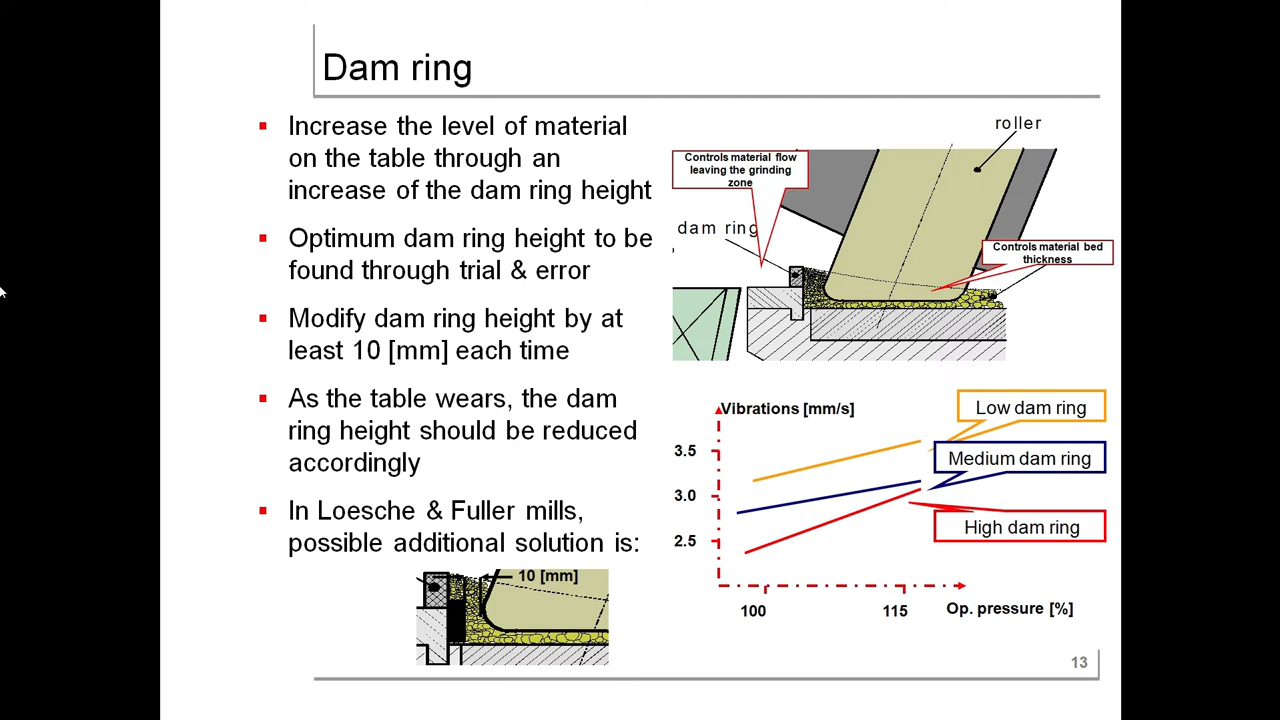 Dam ring
Increase the level of material
on the table through an
increase of the dam ring height
Optimum dam ring height to be
found through trial & error
Modify dam ring height by at
least 10 [mm] each time
As the table wears, the dam
ring height should be reduced
accordingly
In Loesche & Fuller mills,
possible additional solution is:
10 [mm]
roller
Controls material flow
leaving the grinding
zone
dam ring
Controls material bed
thickness
Vibrations [mm/s]
3.5
3.0
2.5
Low dam ring
Medium dam ring
High dam ring
100
115
Op. pressure [%]
13